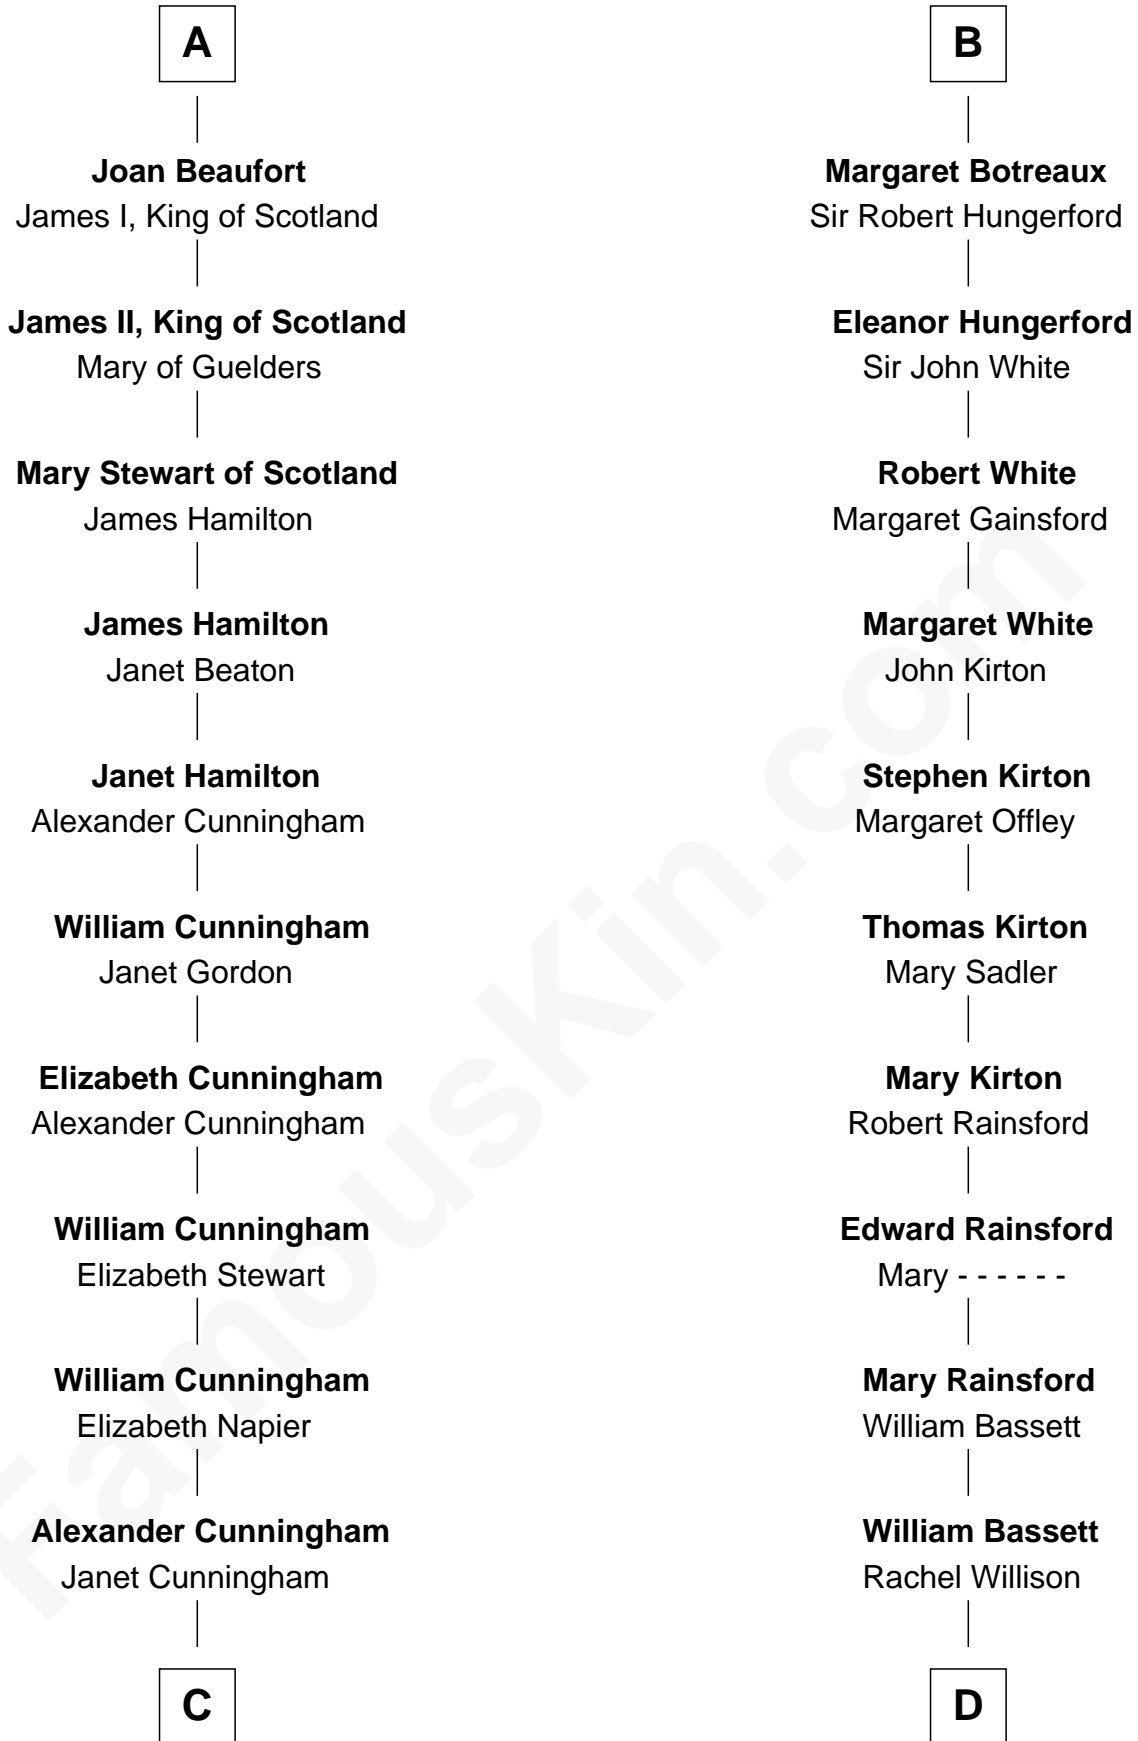 A
Joan Beaufort
James I, King of Scotland
James II, King of Scotland
Mary of Guelders
Mary Stewart of Scotland
James Hamilton
James Hamilton
Janet Beaton
Janet Hamilton
Alexander Cunningham
William Cunningham
Janet Gordon
Elizabeth Cunningham
Alexander Cunningham
William Cunningham
Elizabeth Stewart
William Cunningham
Elizabeth Napier
Alexander Cunningham
Janet Cunningham
C
B
Margaret Botreaux
Sir Robert Hungerford
Eleanor Hungerford
Sir John White
Robert White
Margaret Gainsford
Margaret White
John Kirton
Stephen Kirton
Margaret Offley
Thomas Kirton
Mary Sadler
Mary Kirton
Robert Rainsford
Edward Rainsford
Mary - - - - - -
Mary Rainsford
William Bassett
William Bassett
Rachel Willison
D
FamousKin.com